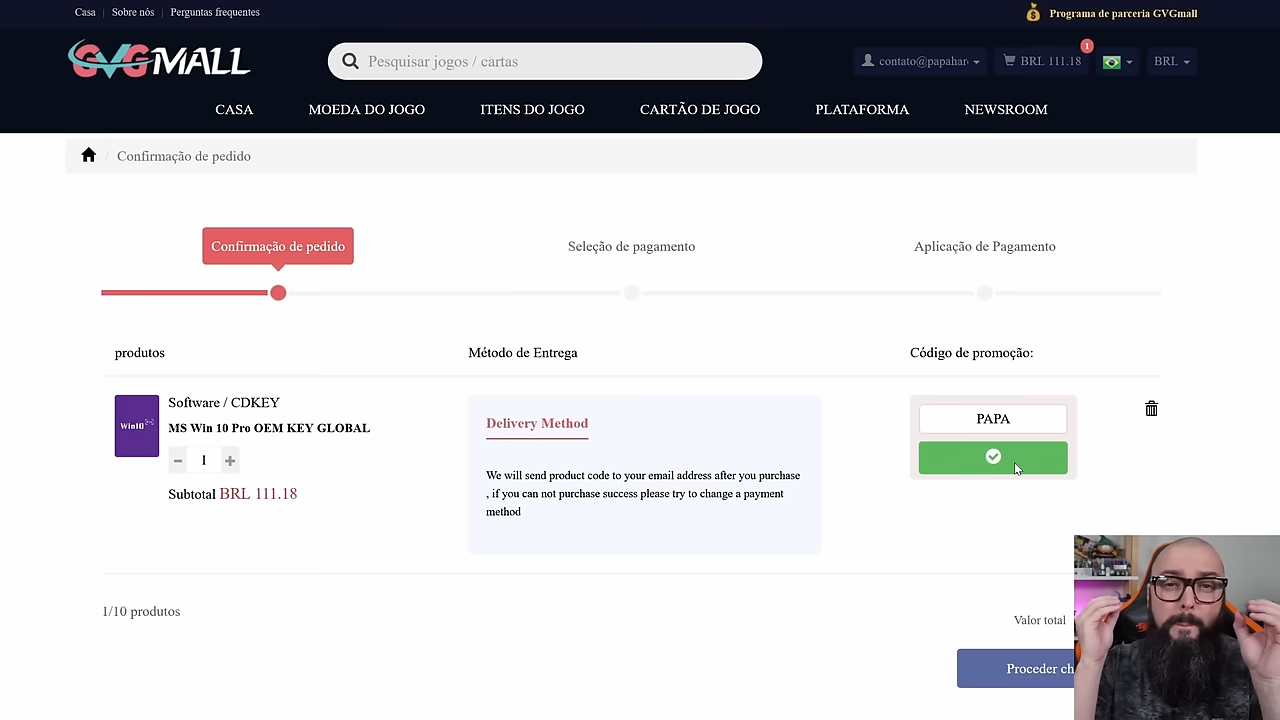 Casa
Sobre nós
Perguntas frequentes
Programa de parceria GVGmall
GVGMALL
Pesquisar jogos / cartas
contato@papahar
BRL 111.18
1
BRL
CASA
MOEDA DO JOGO
ITENS DO JOGO
CARTÃO DE JOGO
PLATAFORMA
NEWSROOM
/ Confirmação de pedido
Confirmação de pedido
Seleção de pagamento
Aplicação de Pagamento
produtos
Método de Entrega
Código de promoção:
Win10
Software / CDKEY
MS Win 10 Pro OEM KEY GLOBAL
1
Subtotal BRL 111.18
Delivery Method
We will send product code to your email address after you purchase
, if you can not purchase success please try to change a payment
method
PAPA
1/10 produtos
Valor total
Proceder ch